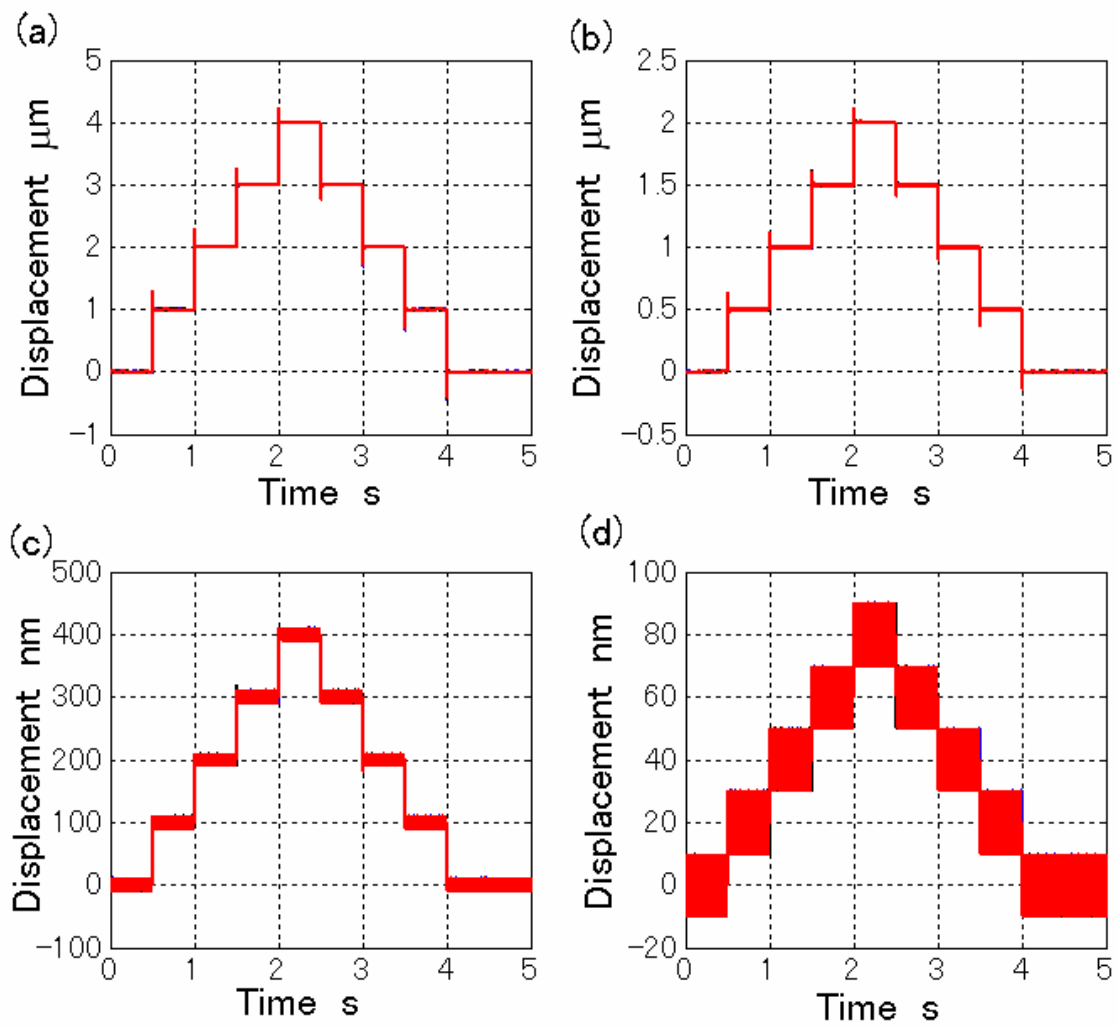 (a)
Displacement μm
5
4
3
2
1
0
−1
0 1 2 3 4 5
Time s
(b)
Displacement μm
2.5
2
1.5
1
0.5
0
−0.5
0 1 2 3 4 5
Time s
(c)
Displacement nm
500
400
300
200
100
0
−100
0 1 2 3 4 5
Time s
(d)
Displacement nm
100
80
60
40
20
0
−20
0 1 2 3 4 5
Time s